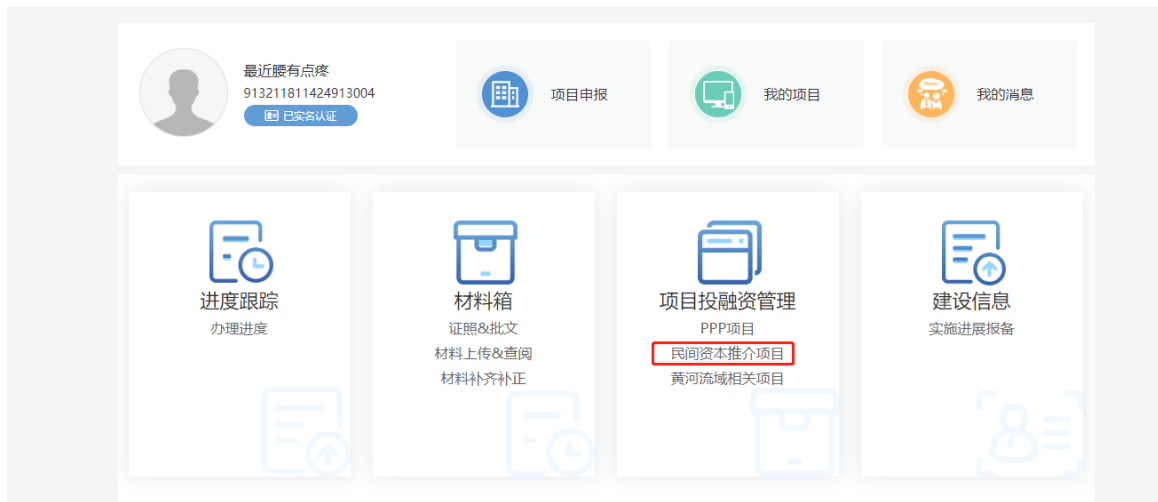 最近腰有点疼
913211811424913004
已实名认证
项目申报
我的项目
我的消息
进度跟踪
办理进度
材料箱
证照&批文
材料上传&查阅
材料补齐补正
项目投融资管理
PPP项目
民间资本推介项目
黄河流域相关项目
建设信息
实施进展报备